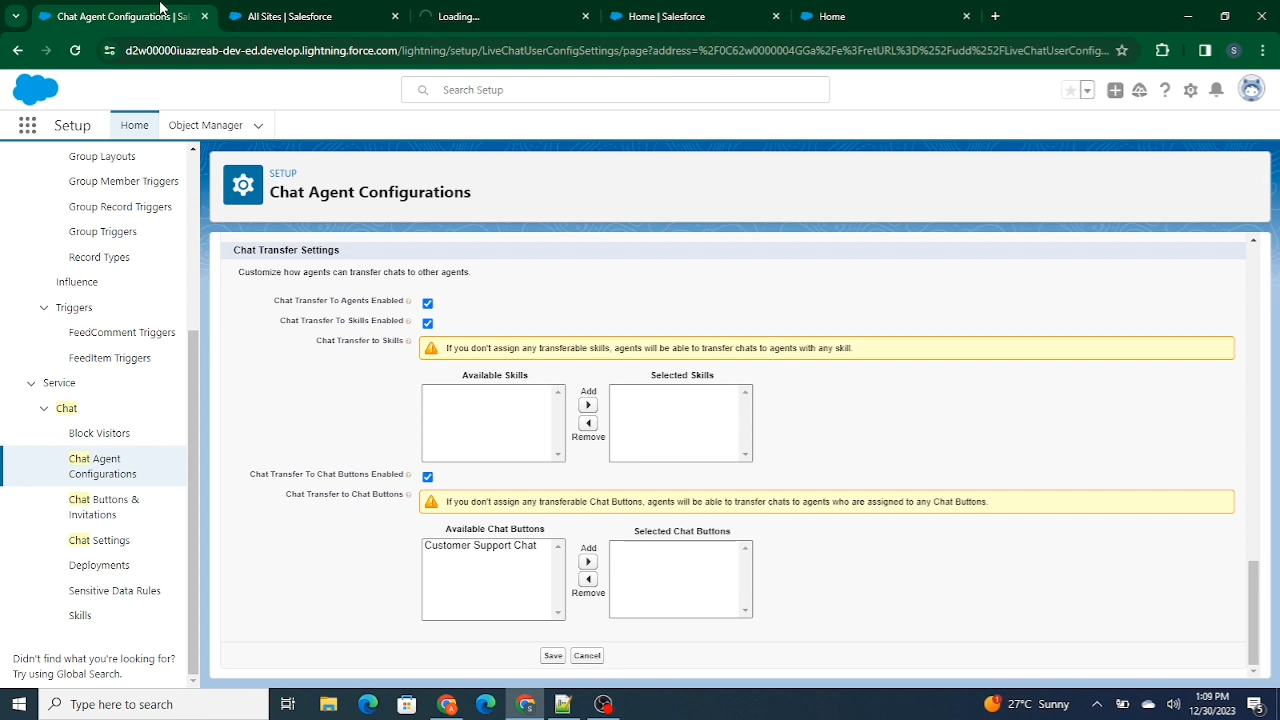 Chat Agent Configurations | Sa
All Sites | Salesforce
Loading...
Home | Salesforce
Home
d2w00000iuazreab-dev-ed.develop.lightning.force.com/lightning/setup/LiveChatUserConfigSettings/page?address=%2F0C62w0000004GGa%2Fe%3FretURL%3D%252Fudd%252FLiveChatUserConfig...
S
Search Setup
Setup
Home
Object Manager
Group Layouts
Group Member Triggers
Group Record Triggers
Group Triggers
Record Types
Influence
Triggers
FeedComment Triggers
FeedItem Triggers
Service
Chat
Block Visitors
Chat Agent
Configurations
Chat Buttons &
Invitations
Chat Settings
Deployments
Sensitive Data Rules
Skills
Didn't find what you're looking for?
Try using Global Search.
SETUP
Chat Agent Configurations
Chat Transfer Settings
Customize how agents can transfer chats to other agents.
Chat Transfer To Agents Enabled
Chat Transfer To Skills Enabled
Chat Transfer to Skills
If you don't assign any transferable skills, agents will be able to transfer chats to agents with any skill.
Available Skills
Selected Skills
Add
Remove
Chat Transfer To Chat Buttons Enabled
Chat Transfer to Chat Buttons
If you don't assign any transferable Chat Buttons, agents will be able to transfer chats to agents who are assigned to any Chat Buttons.
Available Chat Buttons
Selected Chat Buttons
Customer Support Chat
Add
Remove
Save
Cancel
Type here to search
27°C Sunny
1:09 PM
12/30/2023